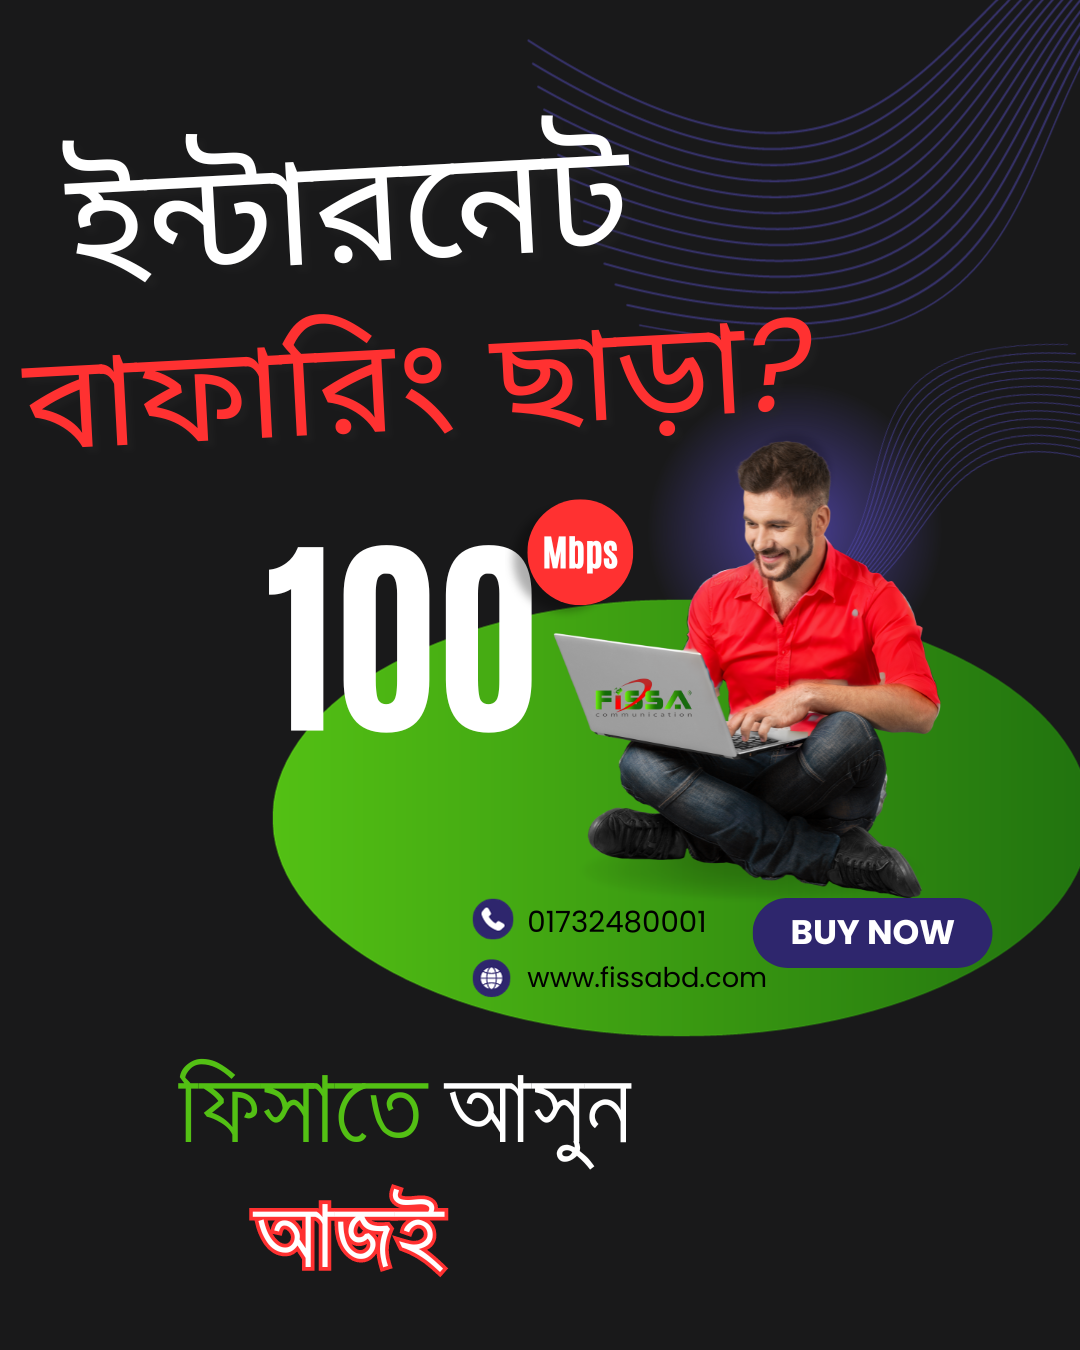 ইন্টারনেট
বাফারিং ছাড়া?
100 Mbps
FiSSA
communication
01732480001
BUY NOW
www.fissabd.com
ফিসাতে আসুন
আজই